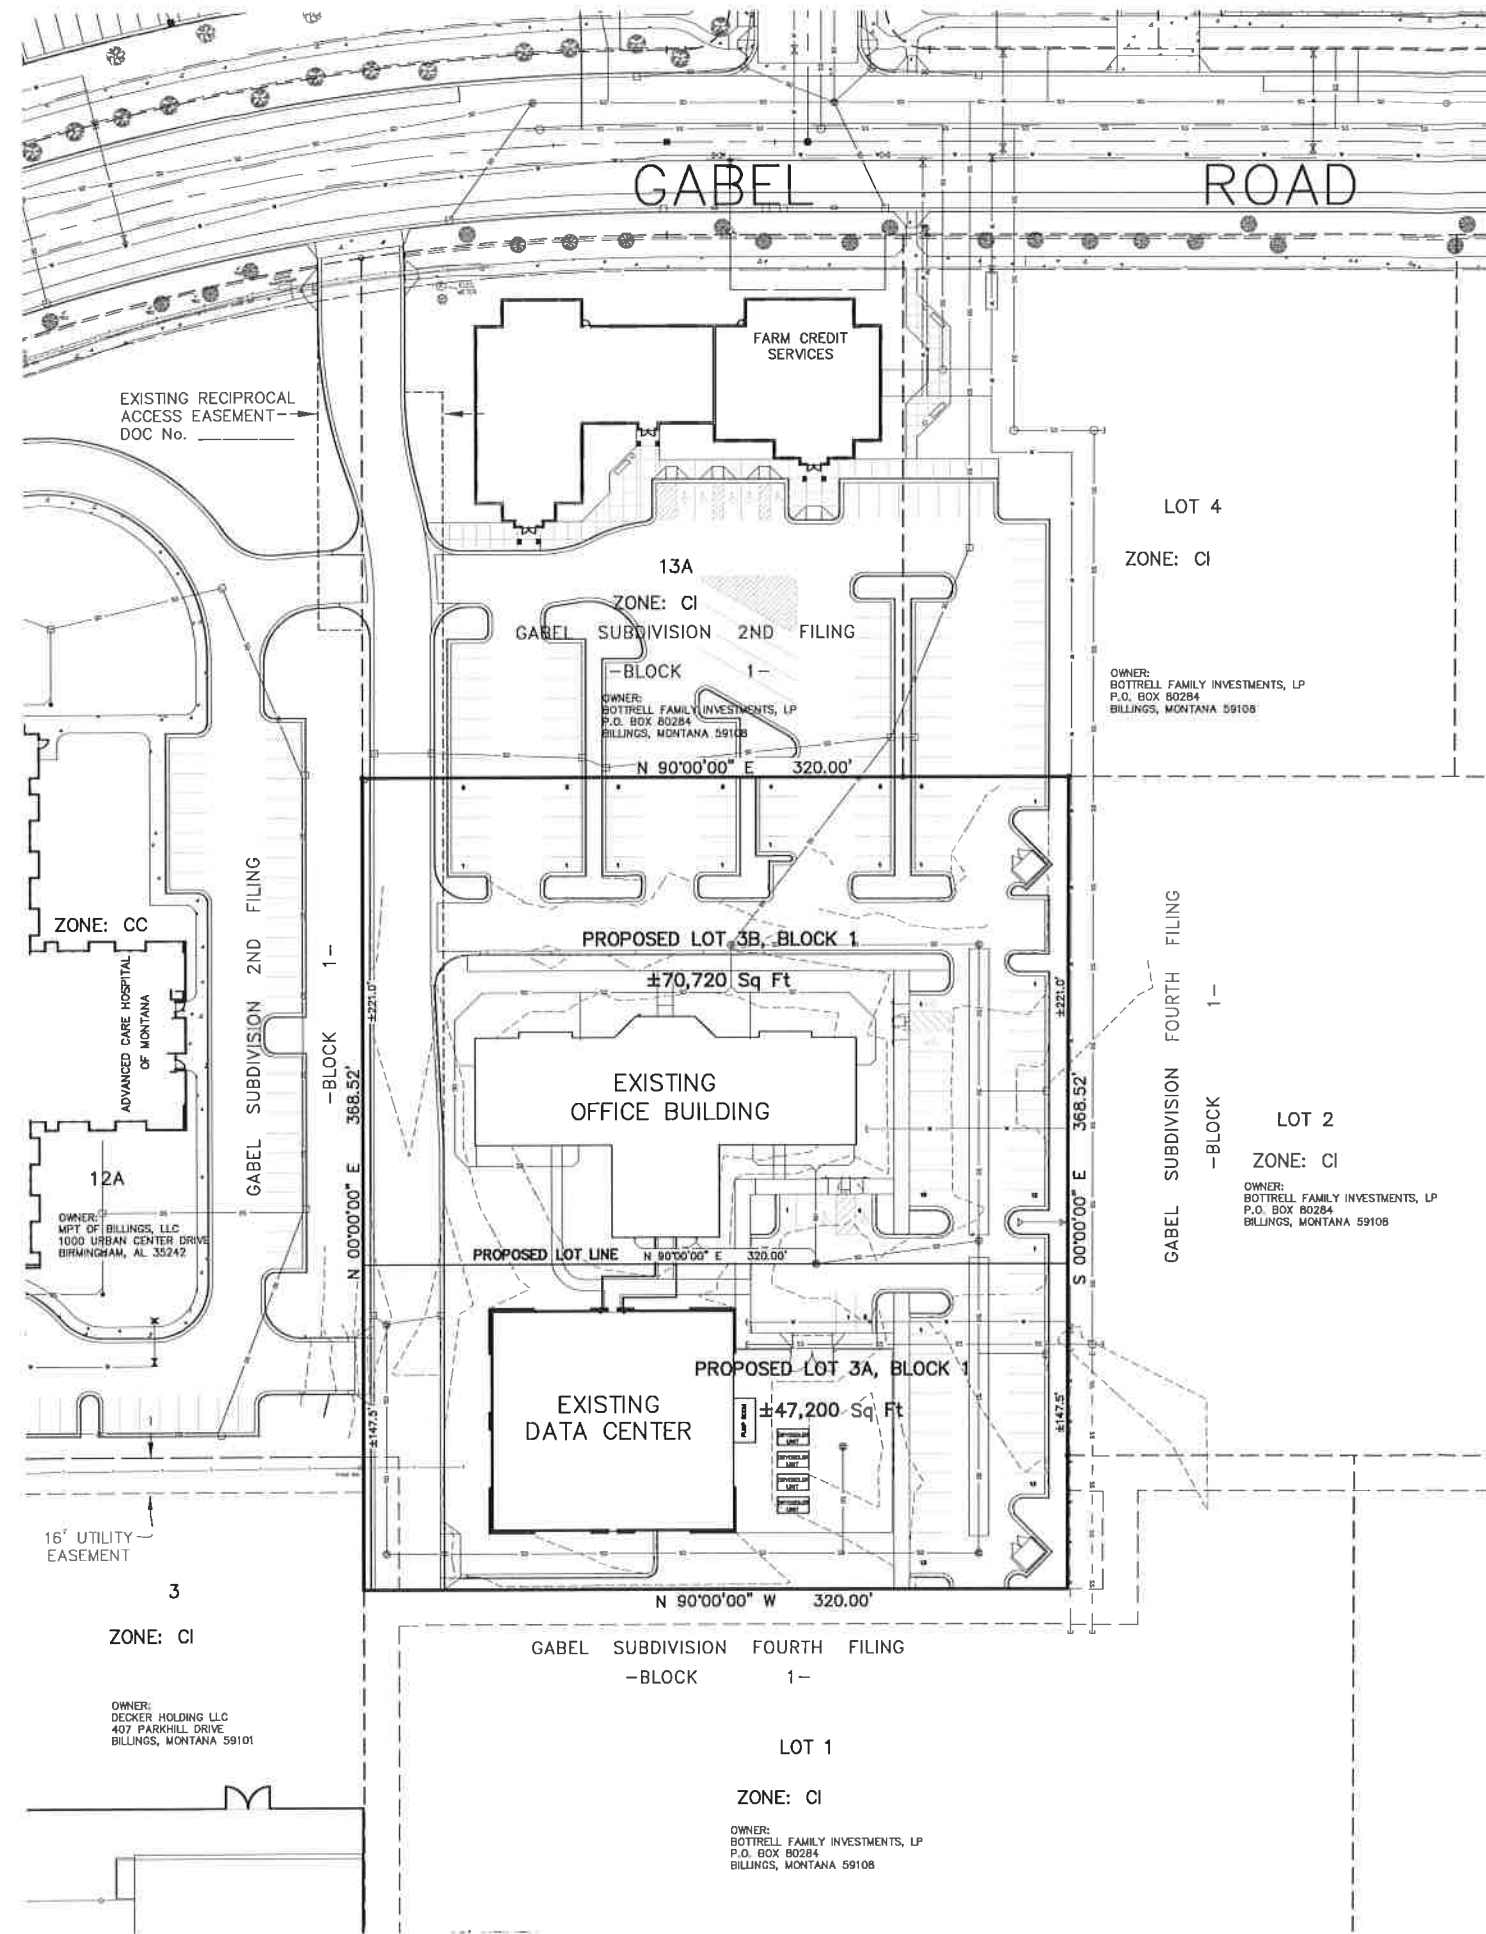 GABEL ROAD
FARM CREDIT
SERVICES
EXISTING RECIPROCAL
ACCESS EASEMENT
DOC No. ________
LOT 4
ZONE: CI
OWNER:
BOTTRELL FAMILY INVESTMENTS, LP
P.O. BOX 80284
BILLINGS, MONTANA 59108
13A
ZONE: CI
GABEL SUBDIVISION 2ND FILING
-BLOCK 1-
OWNER:
BOTTRELL FAMILY INVESTMENTS, LP
P.O. BOX 80284
BILLINGS, MONTANA 59108
N 90°00'00" E 320.00'
ZONE: CC
ADVANCED CARE HOSPITAL
OF MONTANA
GABEL SUBDIVISION 2ND FILING
-BLOCK 1-
12A
OWNER:
MPT OF BILLINGS, LLC
1000 URBAN CENTER DRIVE
BIRMINGHAM, AL 35242
N 00°00'00" E 368.52'
±221.0'
PROPOSED LOT 3B, BLOCK 1
±70,720 Sq Ft
EXISTING
OFFICE BUILDING
±221.0'
S 00°00'00" E 368.52'
GABEL SUBDIVISION FOURTH FILING
-BLOCK 1-
LOT 2
ZONE: CI
OWNER:
BOTTRELL FAMILY INVESTMENTS, LP
P.O. BOX 80284
BILLINGS, MONTANA 59108
PROPOSED LOT LINE N 90°00'00" E 320.00'
PROPOSED LOT 3A, BLOCK 1
±47,200 Sq Ft
EXISTING
DATA CENTER
PUMP ROOM
±147.5'
±147.5'
16' UTILITY
EASEMENT
N 90°00'00" W 320.00'
3
ZONE: CI
OWNER:
DECKER HOLDING LLC
407 PARKHILL DRIVE
BILLINGS, MONTANA 59101
GABEL SUBDIVISION FOURTH FILING
-BLOCK 1-
LOT 1
ZONE: CI
OWNER:
BOTTRELL FAMILY INVESTMENTS, LP
P.O. BOX 80284
BILLINGS, MONTANA 59108